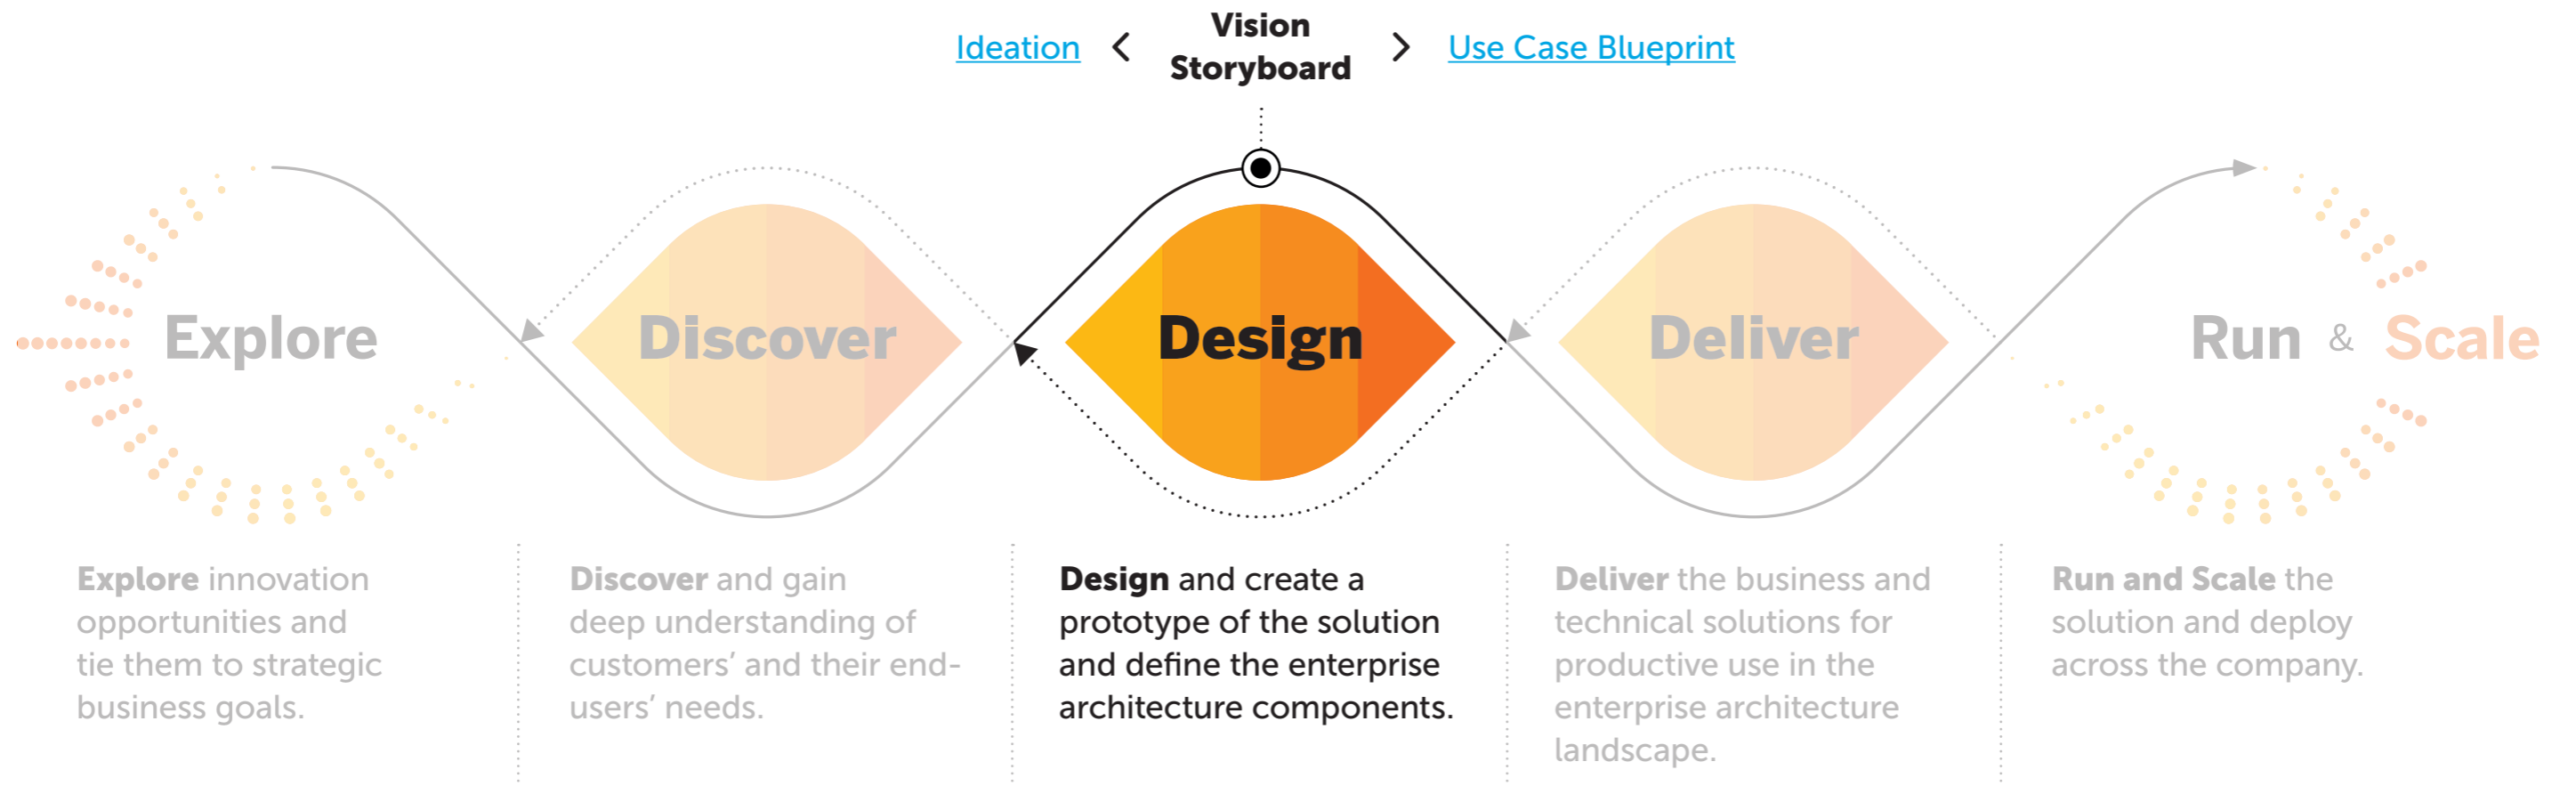 Ideation < Vision Storyboard > Use Case Blueprint
Explore
Discover
Design
Deliver
Run & Scale
Explore innovation
opportunities and
tie them to strategic
business goals.
Discover and gain
deep understanding of
customers’ and their end-
users’ needs.
Design and create a
prototype of the solution
and define the enterprise
architecture components.
Deliver the business and
technical solutions for
productive use in the
enterprise architecture
landscape.
Run and Scale the
solution and deploy
across the company.